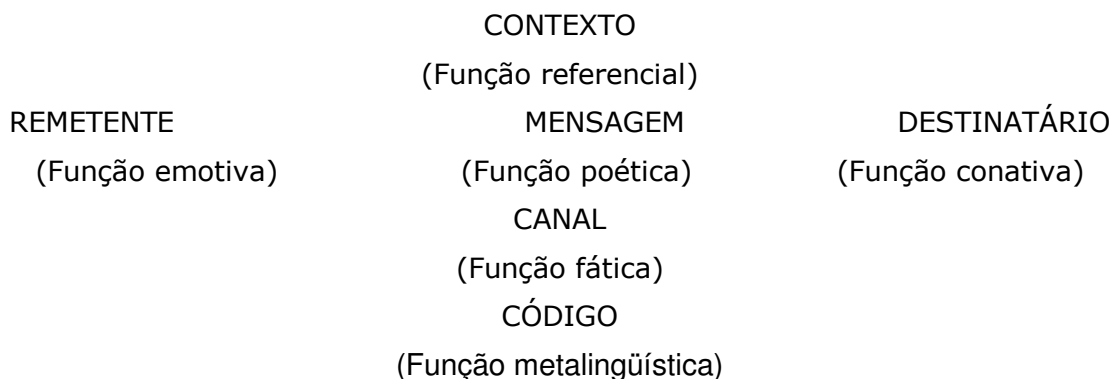 CONTEXTO
(Função referencial)
REMETENTE MENSAGEM DESTINATÁRIO
(Função emotiva) (Função poética) (Função conativa)
CANAL
(Função fática)
CÓDIGO
(Função metalingüística)